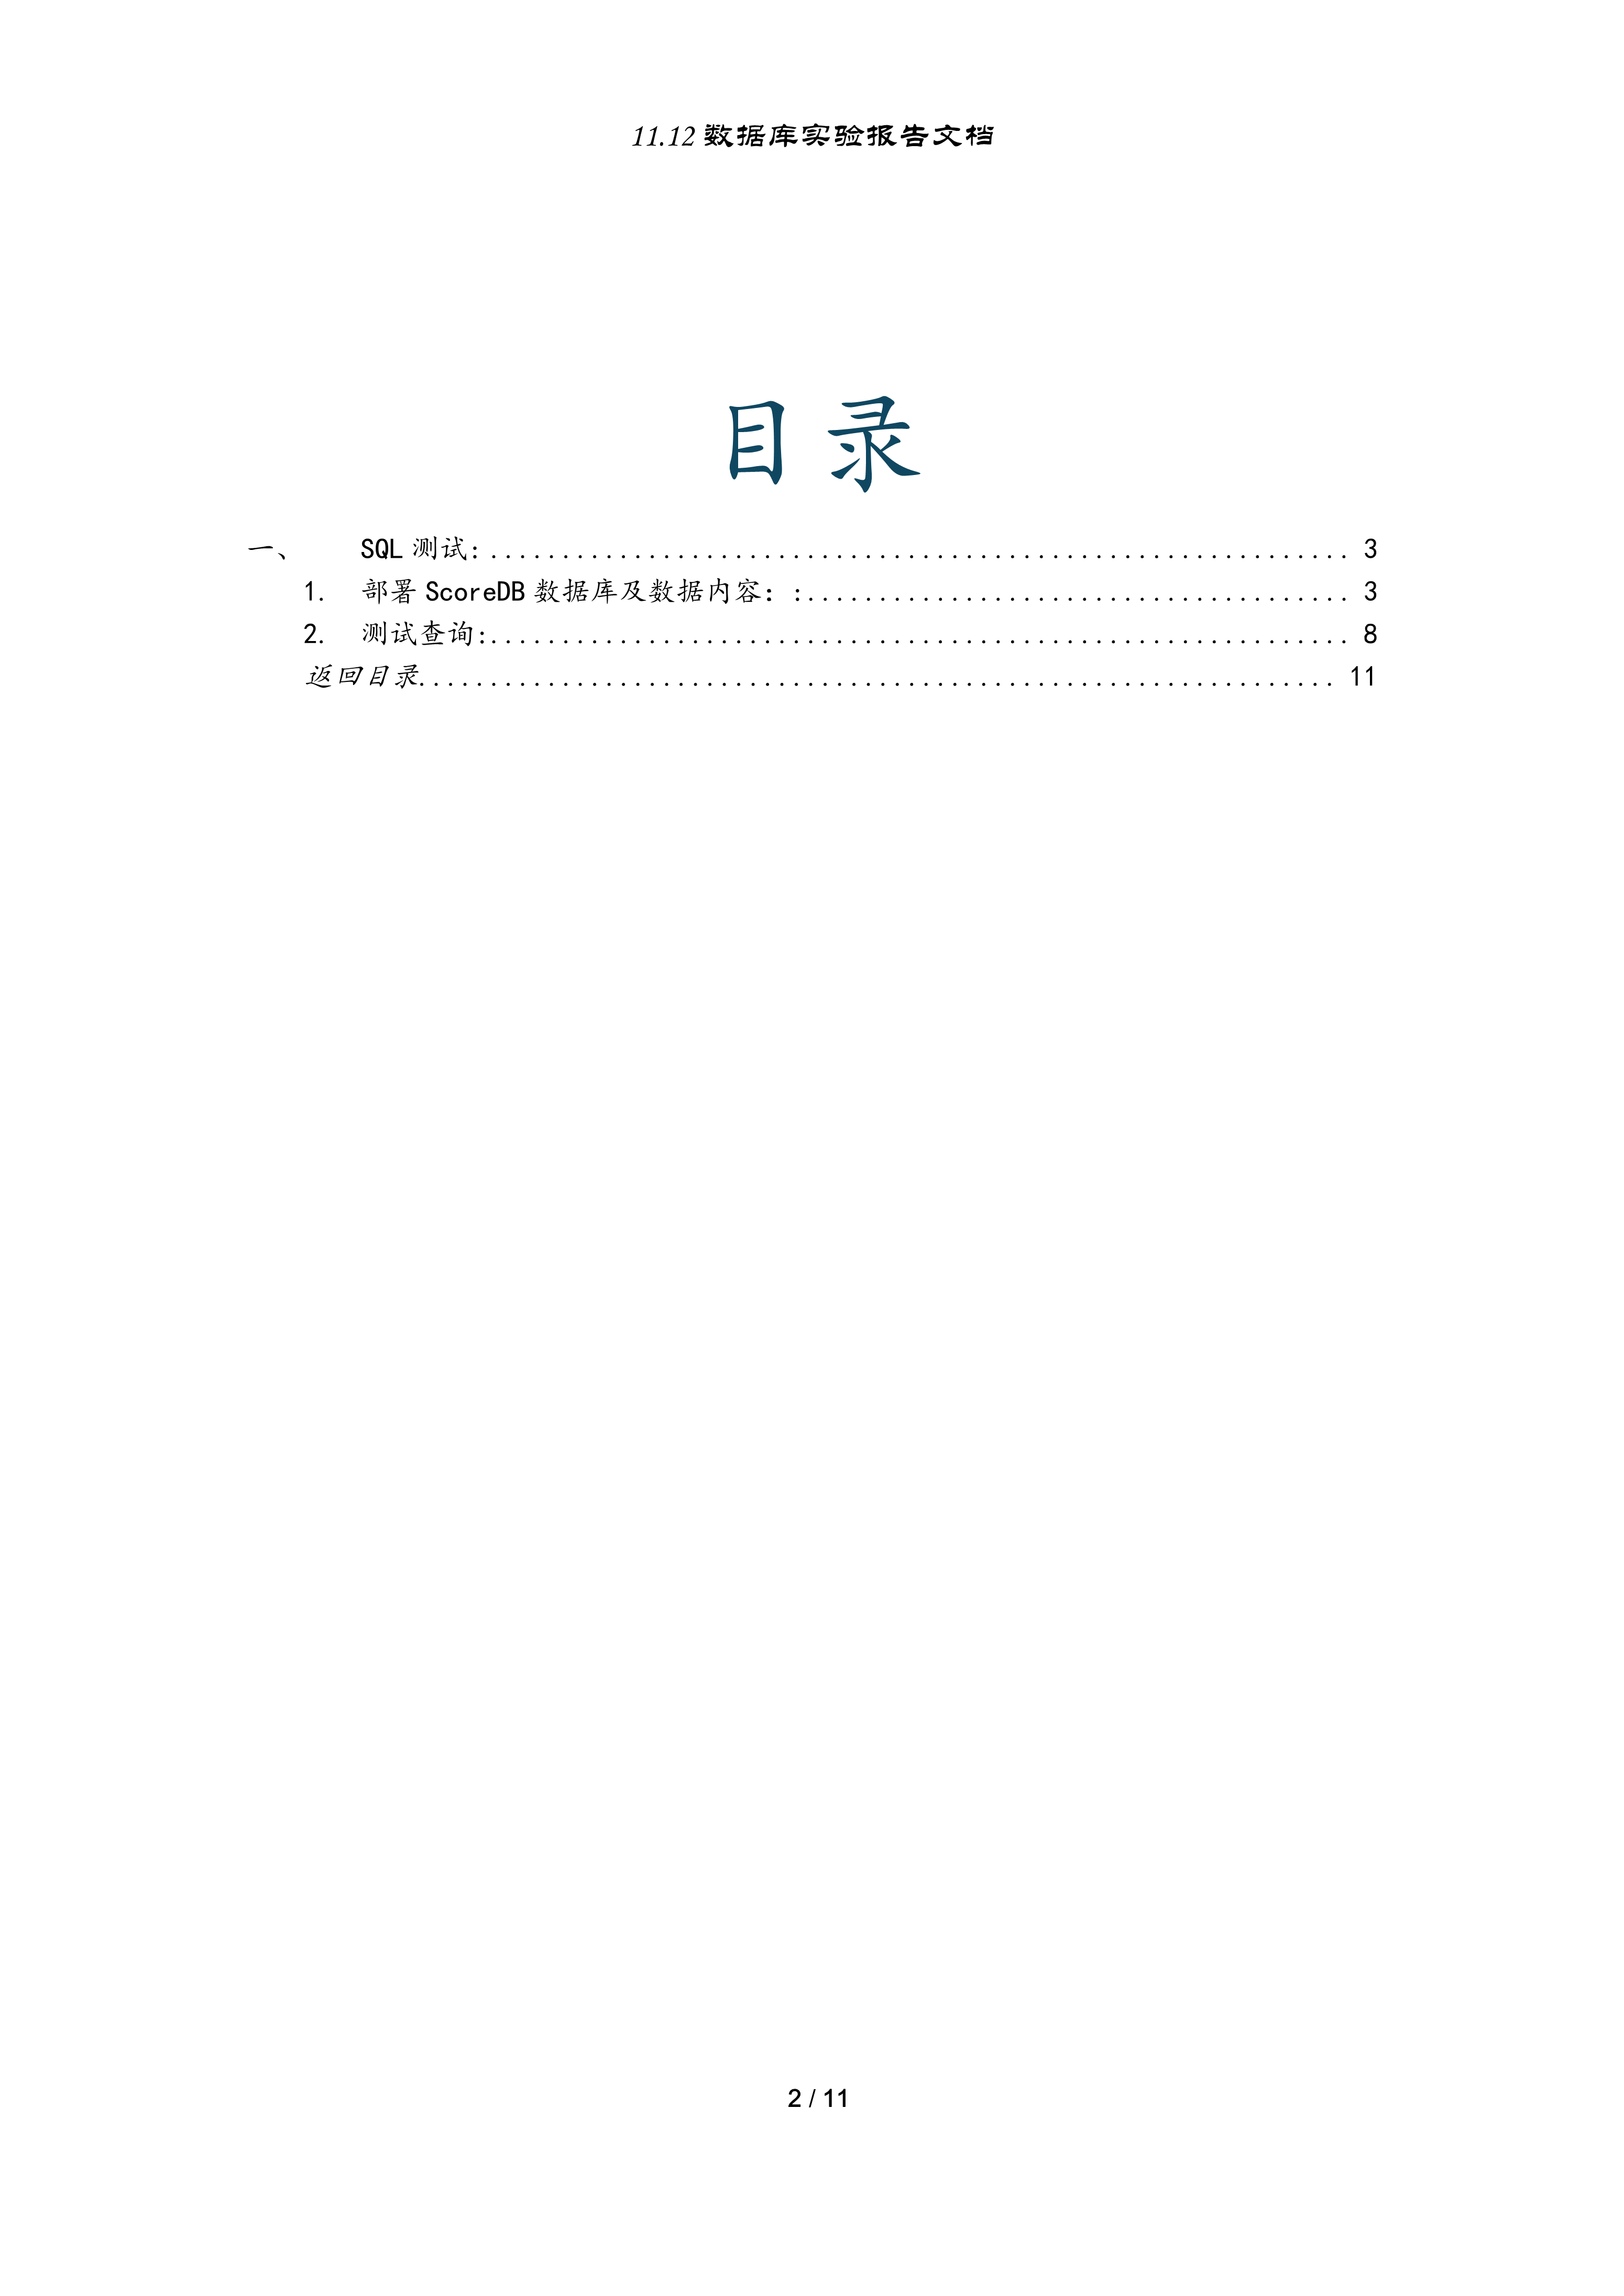 11.12数据库实验报告文档
目录
一、 SQL 测试：............................................................ 3
1. 部署 ScoreDB 数据库及数据内容：:...................................... 3
2. 测试查询：............................................................ 8
返回目录................................................................ 11
2 / 11